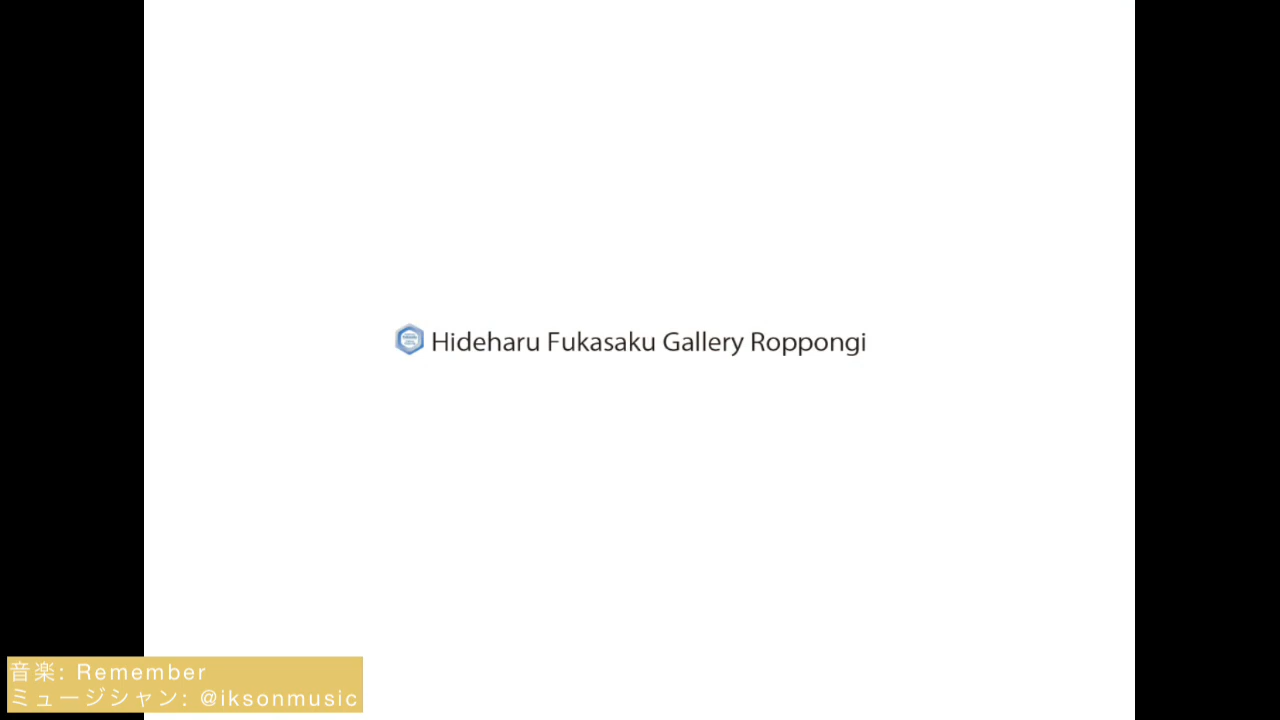 Hideharu Fukasaku Gallery Roppongi
音楽: Remember
ミュージシャン: @iksonmusic